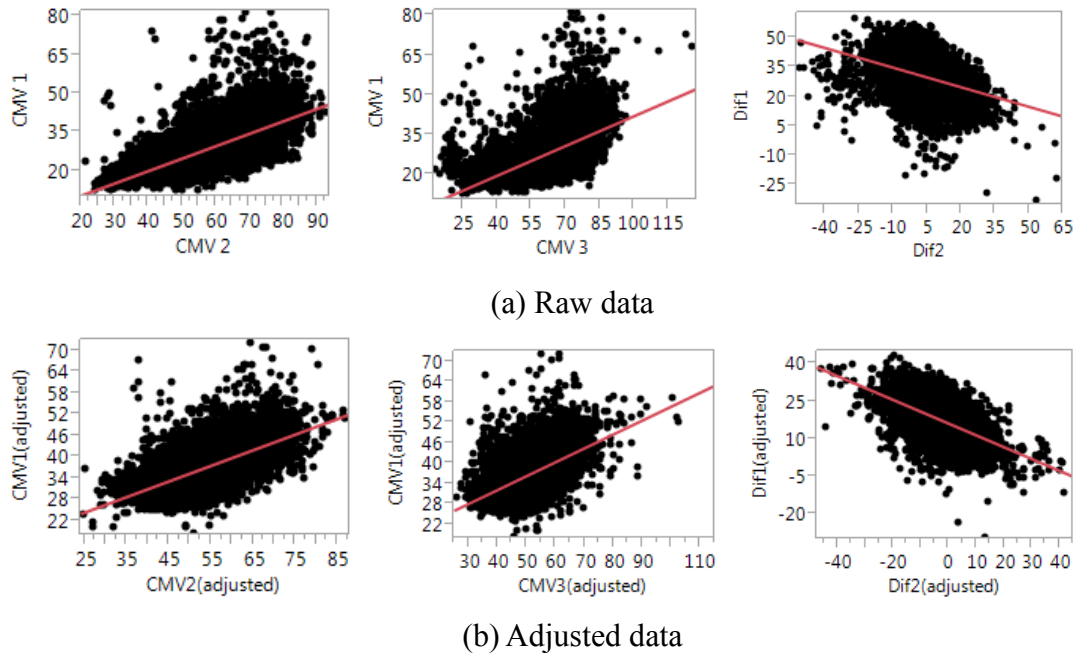 80
65
50
35
20
CMV 1
20 30 40 50 60 70 80 90
CMV 2
80
65
50
35
20
CMV 1
25 40 55 70 85 100 115
CMV 3
50
35
20
5
-10
-25
Dif1
-40 -25 -10 5 20 35 50 65
Dif2
(a) Raw data
70
64
58
52
46
40
34
28
22
CMV1(adjusted)
25 35 45 55 65 75 85
CMV2(adjusted)
70
64
58
52
46
40
34
28
22
CMV1(adjusted)
30 40 50 60 70 80 90 110
CMV3(adjusted)
40
25
10
-5
-20
Dif1(adjusted)
-40 -20 0 10 20 30 40
Dif2(adjusted)
(b) Adjusted data